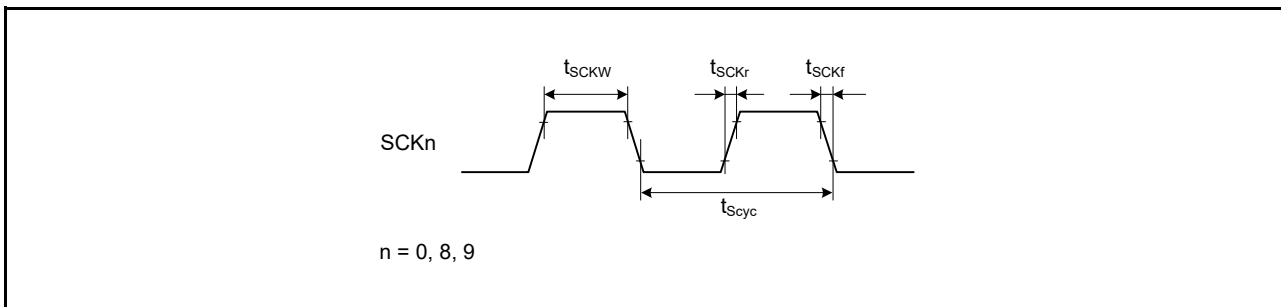 tSCKW tSCKr tSCKf
SCKn
tScyc
n = 0, 8, 9